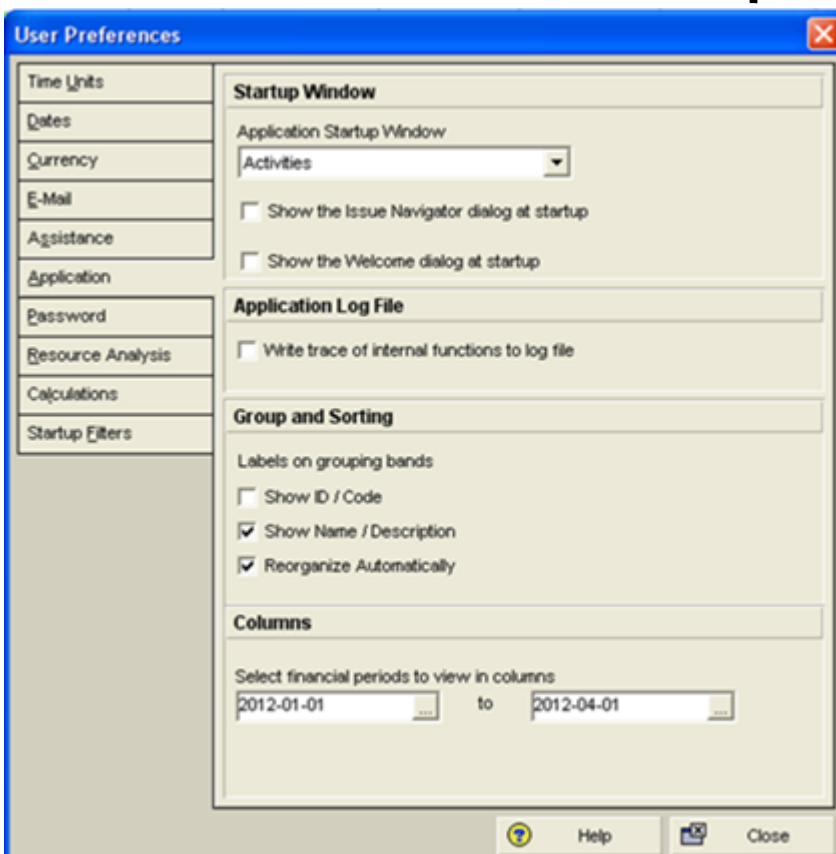 User Preferences
Time Units
Dates
Currency
E-Mail
Assistance
Application
Password
Resource Analysis
Calculations
Startup Filters
Startup Window
Application Startup Window
Activities
Show the Issue Navigator dialog at startup
Show the Welcome dialog at startup
Application Log File
Write trace of internal functions to log file
Group and Sorting
Labels on grouping bands
Show ID / Code
Show Name / Description
Reorganize Automatically
Columns
Select financial periods to view in columns
2012-01-01 ... to 2012-04-01 ...
Help Close